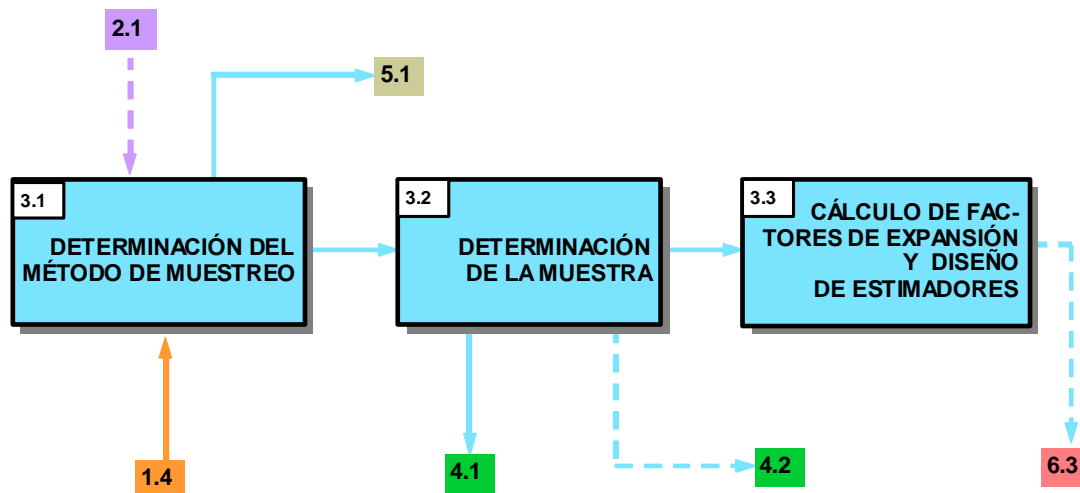 2.1
5.1
3.1
DETERMINACIÓN DEL
MÉTODO DE MUESTREO
3.2
DETERMINACIÓN
DE LA MUESTRA
3.3
CÁLCULO DE FAC-
TORES DE EXPANSIÓN
Y DISEÑO
DE ESTIMADORES
1.4
4.1
4.2
6.3